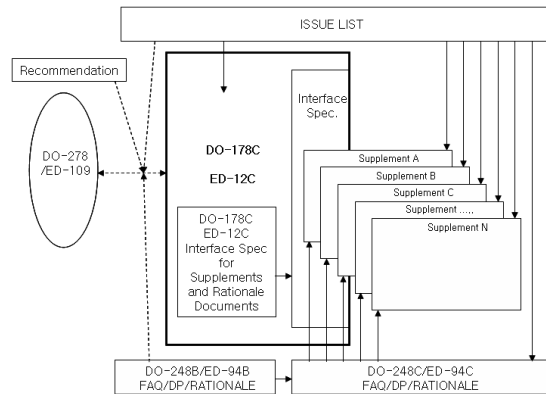 ISSUE LIST
Recommendation
DO-278
/ED-109
DO-178C
ED-12C
Interface
Spec.
DO-178C
ED-12C
Interface Spec
for
Supplements
and Rationale
Documents
Supplement A
Supplement B
Supplement C
Supplement .....,
Supplement N
DO-248B/ED-94B
FAQ/DP/RATIONALE
DO-248C/ED-94C
FAQ/DP/RATIONALE